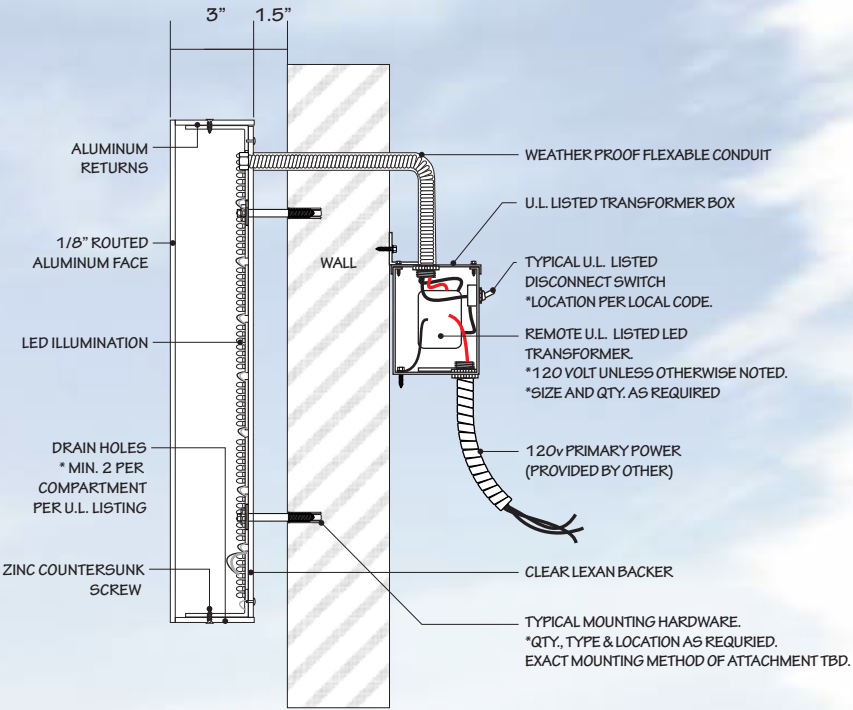 3" 1.5"
ALUMINUM
RETURNS
1/8" ROUTED
ALUMINUM FACE
LED ILLUMINATION
DRAIN HOLES
* MIN. 2 PER
COMPARTMENT
PER U.L. LISTING
ZINC COUNTERSUNK
SCREW
WALL
WEATHER PROOF FLEXABLE CONDUIT
U.L. LISTED TRANSFORMER BOX
TYPICAL U.L. LISTED
DISCONNECT SWITCH
*LOCATION PER LOCAL CODE.
REMOTE U.L. LISTED LED
TRANSFORMER.
*120 VOLT UNLESS OTHERWISE NOTED.
*SIZE AND QTY. AS REQUIRED
120v PRIMARY POWER
(PROVIDED BY OTHER)
CLEAR LEXAN BACKER
TYPICAL MOUNTING HARDWARE.
*QTY., TYPE & LOCATION AS REQURIED.
EXACT MOUNTING METHOD OF ATTACHMENT TBD.